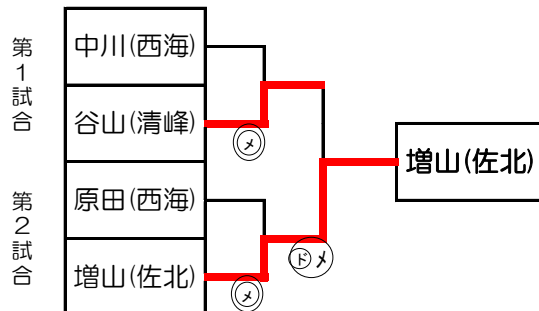 第1試合
中川(西海)
谷山(清峰)
メ
第2試合
原田(西海)
増山(佐北)
メ
ドメ
増山(佐北)